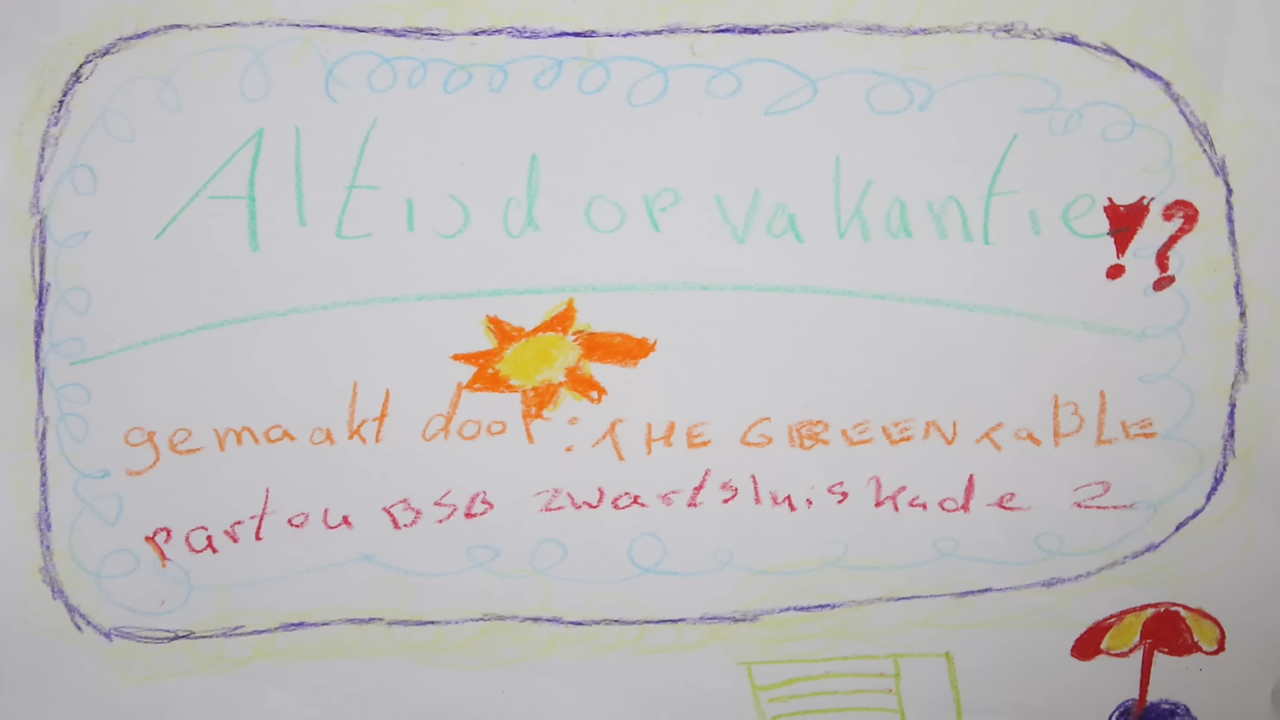 Altijd op vakantie!?
gemaakt door: THE GREEN TaBLE
partou BSB zwartsluiskade 2